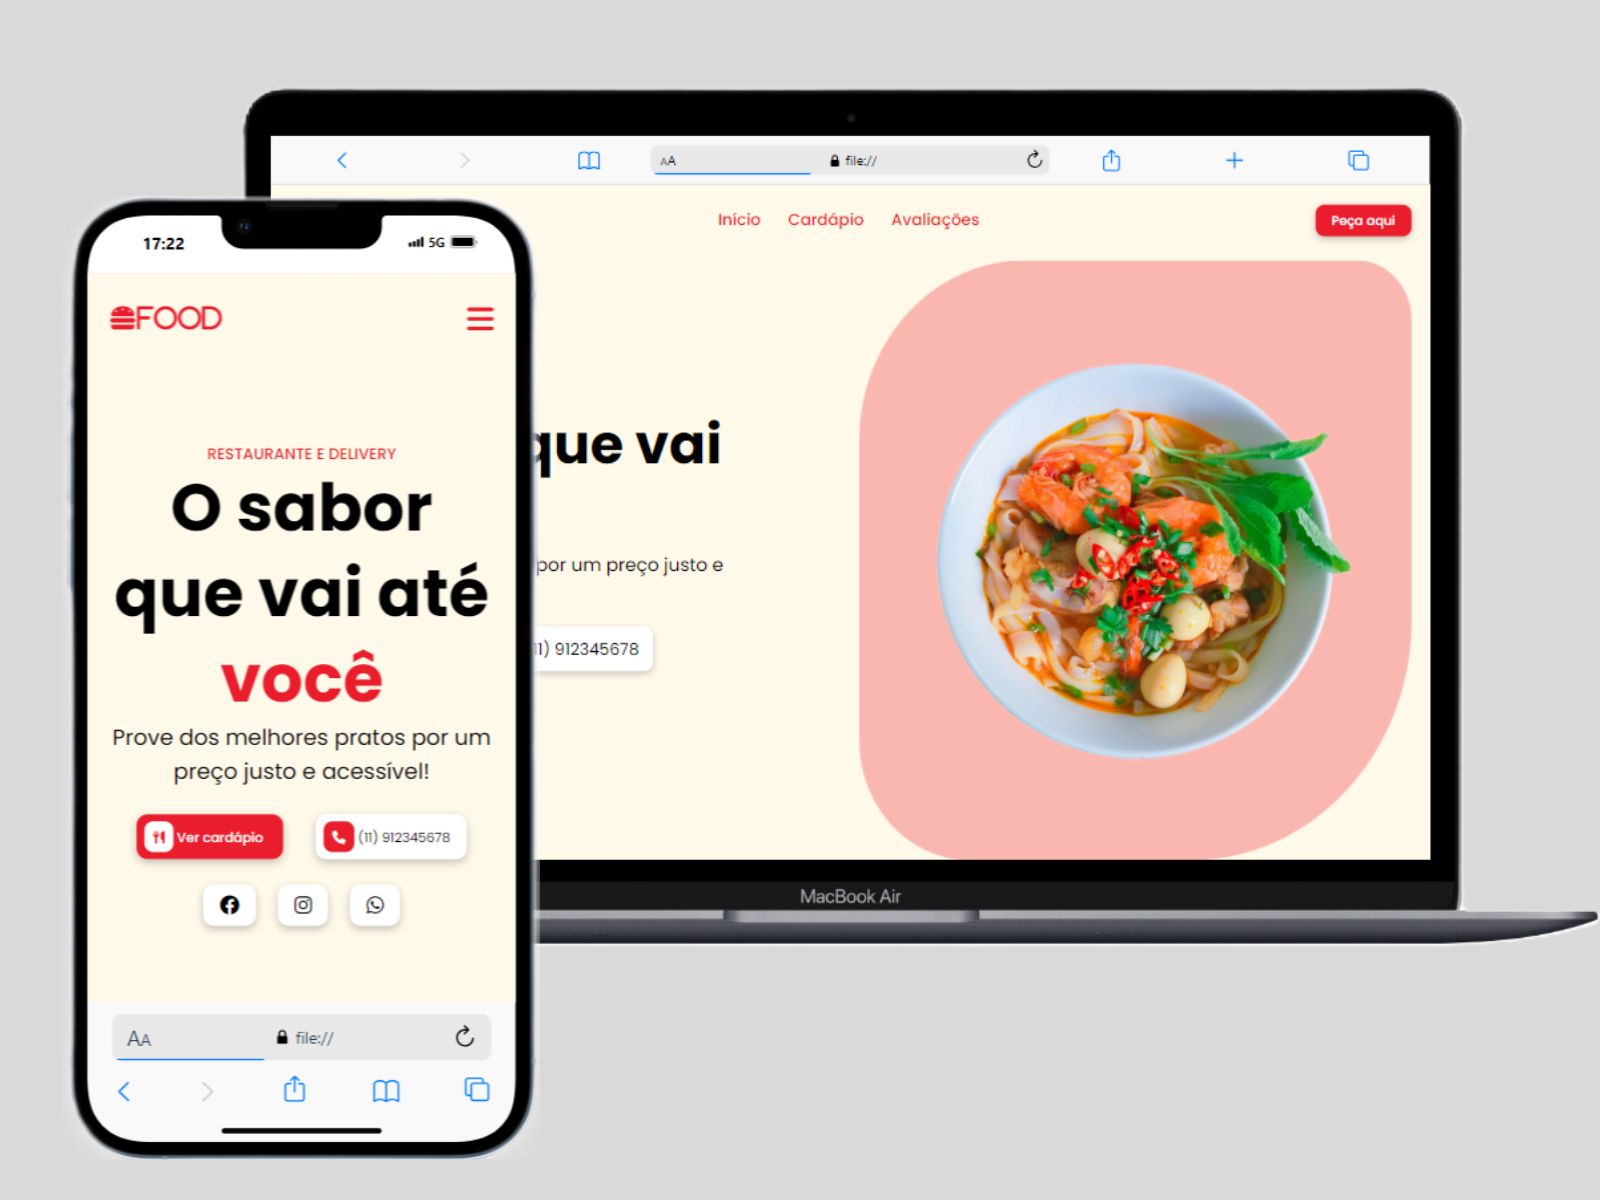 17:22
5G
FOOD
RESTAURANTE E DELIVERY
O sabor
que vai até
você
Prove dos melhores pratos por um
preço justo e acessível!
Ver cardápio
(11) 912345678
AA
file://
AA
file://
Início Cardápio Avaliações
Peça aqui
que vai
por um preço justo e
11) 912345678
MacBook Air